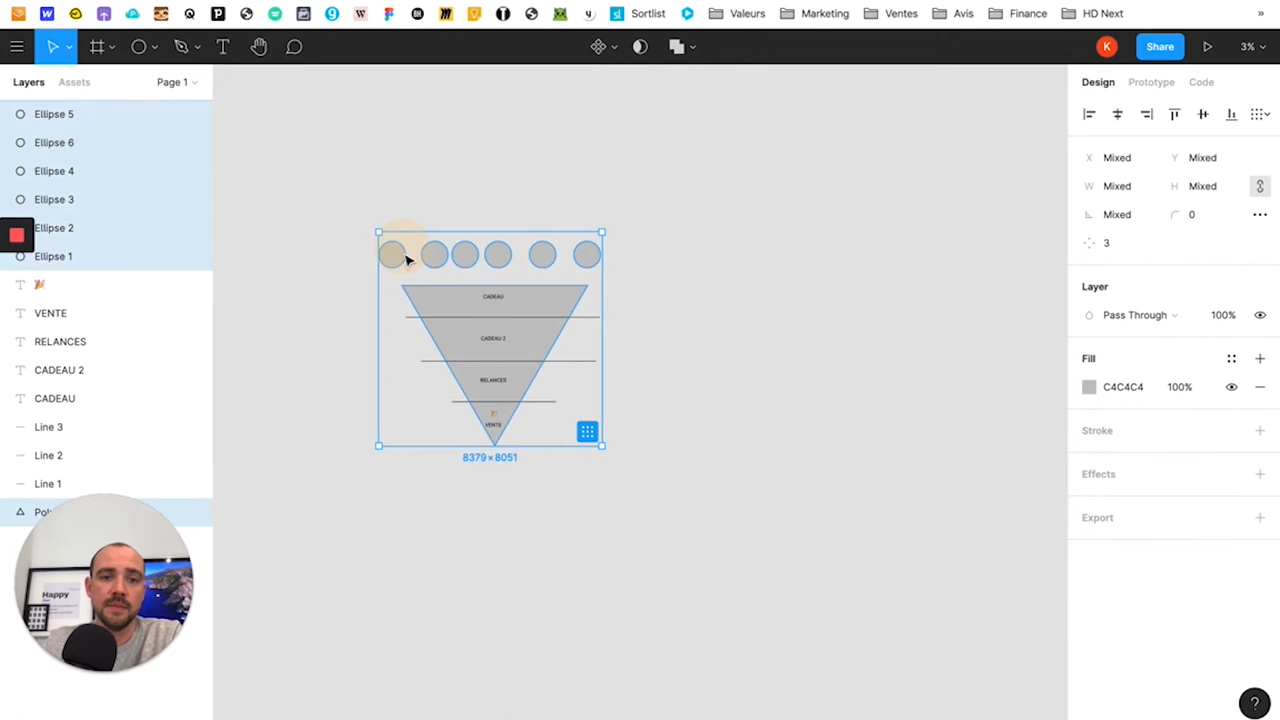 Sortlist
Valeurs
Marketing
Ventes
Avis
Finance
HD Next
»
K
Share
3%
Layers
Assets
Page 1
Ellipse 5
Ellipse 6
Ellipse 4
Ellipse 3
Ellipse 2
Ellipse 1
VENTE
RELANCES
CADEAU 2
CADEAU
Line 3
Line 2
Line 1
Happy
CADEAU
CADEAU 2
RELANCES
VENTE
8379 × 8051
Design
Prototype
Code
X Mixed
Y Mixed
W Mixed
H Mixed
Mixed
0
3
Layer
Pass Through
100%
Fill
C4C4C4
100%
Stroke
Effects
Export
?